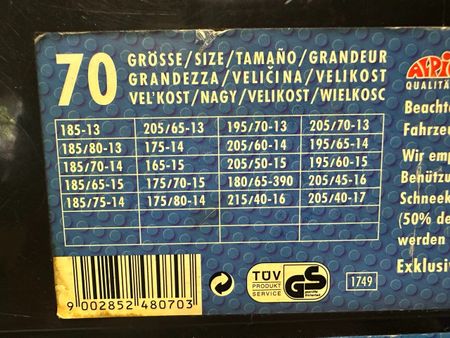 70
GRÖSSE/SIZE/TAMAÑO/GRANDEUR
GRANDEZZA/VELIČINA/VELIKOST
VEL'KOST/NAGY/VELIKOST/WIELKOSC
185-13 205/65-13 195/70-13 205/70-13
185/80-13 175-14 205/60-14 195/65-14
185/70-14 165-15 205/50-15 195/60-15
185/65-15 175/70-15 180/65-390 205/45-16
185/75-14 175/80-14 215/40-16 205/40-17
QUALITÄ
Beachte
Fahrzeu
Wir emp
Benützu
Schneek
(50% de
werden
Exklusiv
9 002852 480703
TÜV
PRODUKT
SERVICE
GS
1749